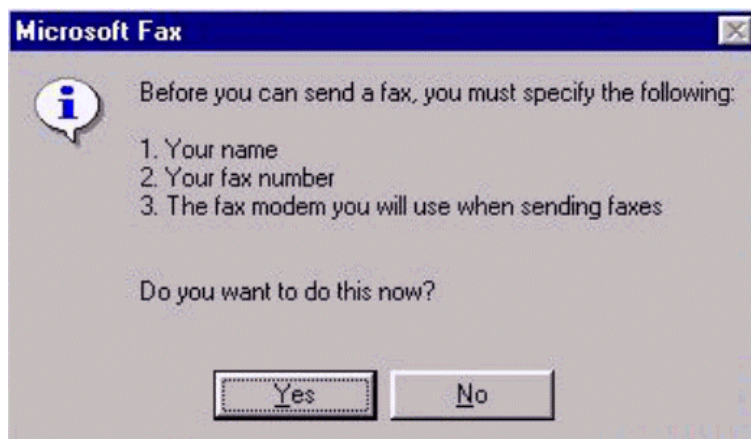 Microsoft Fax
Before you can send a fax, you must specify the following:
1. Your name
2. Your fax number
3. The fax modem you will use when sending faxes
Do you want to do this now?
Yes
No